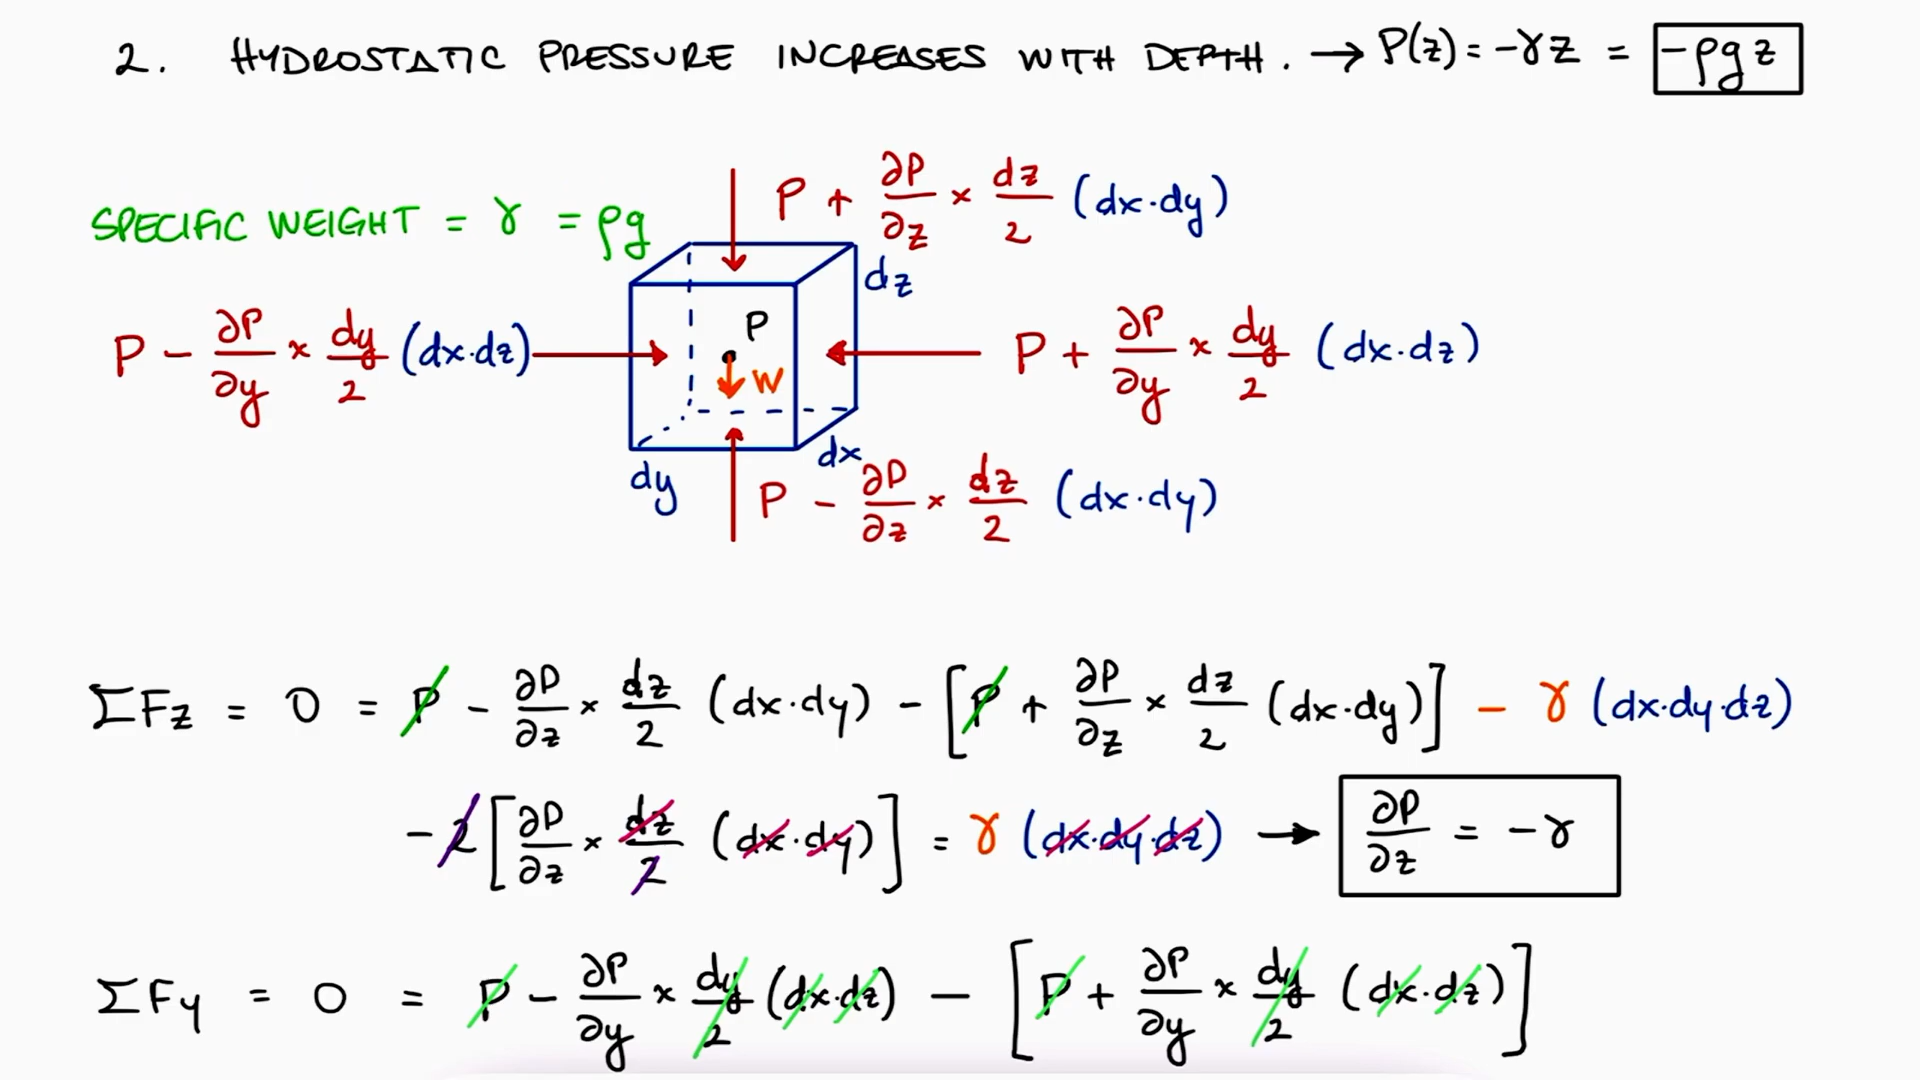 2. HYDROSTATIC PRESSURE INCREASES WITH DEPTH. → P(z) = -γz = -ρgz
P + ∂P/∂z × dz/2 (dx·dy)
SPECIFIC WEIGHT = γ = ρg
dz
P - ∂P/∂y × dy/2 (dx·dz)
P
W
P + ∂P/∂y × dy/2 (dx·dz)
dx
dy
P - ∂P/∂z × dz/2 (dx·dy)
ΣFz = 0 = P - ∂P/∂z × dz/2 (dx·dy) - [P + ∂P/∂z × dz/2 (dx·dy)] - γ (dx·dy·dz)
-2[∂P/∂z × dz/2 (dx·dy)] = γ (dx·dy·dz) → ∂P/∂z = -γ
ΣFy = 0 = P - ∂P/∂y × dy/2 (dx·dz) - [P + ∂P/∂y × dy/2 (dx·dz)]